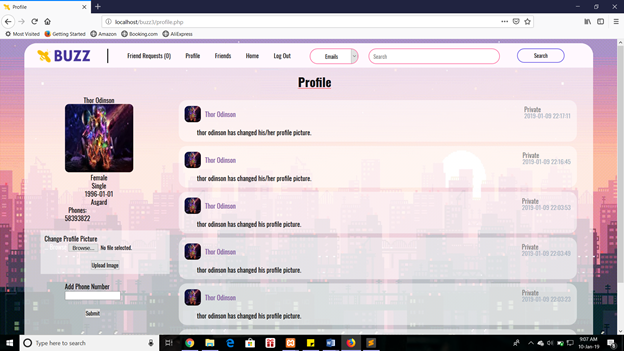 Profile
localhost/buzz3/profile.php
Most Visited Getting Started Amazon Booking.com AliExpress
BUZZ Friend Requests (0) Profile Friends Home Log Out Emails Search Search
Profile
Thor Odinson
Female
Single
1996-01-01
Asgard
Phones:
58393822
Change Profile Picture
Browse... No file selected.
Upload Image
Add Phone Number
Submit
Thor Odinson Private
2019-01-09 22:17:11
thor odinson has changed his/her profile picture.
Thor Odinson Private
2019-01-09 22:16:45
thor odinson has changed his/her profile picture.
Thor Odinson Private
2019-01-09 22:03:53
thor odinson has changed his profile picture.
Thor Odinson Private
2019-01-09 22:03:49
thor odinson has changed his profile picture.
Thor Odinson Private
2019-01-09 20:03:23
thor odinson has changed his profile picture.
Type here to search
9:07 AM
10-Jan-19